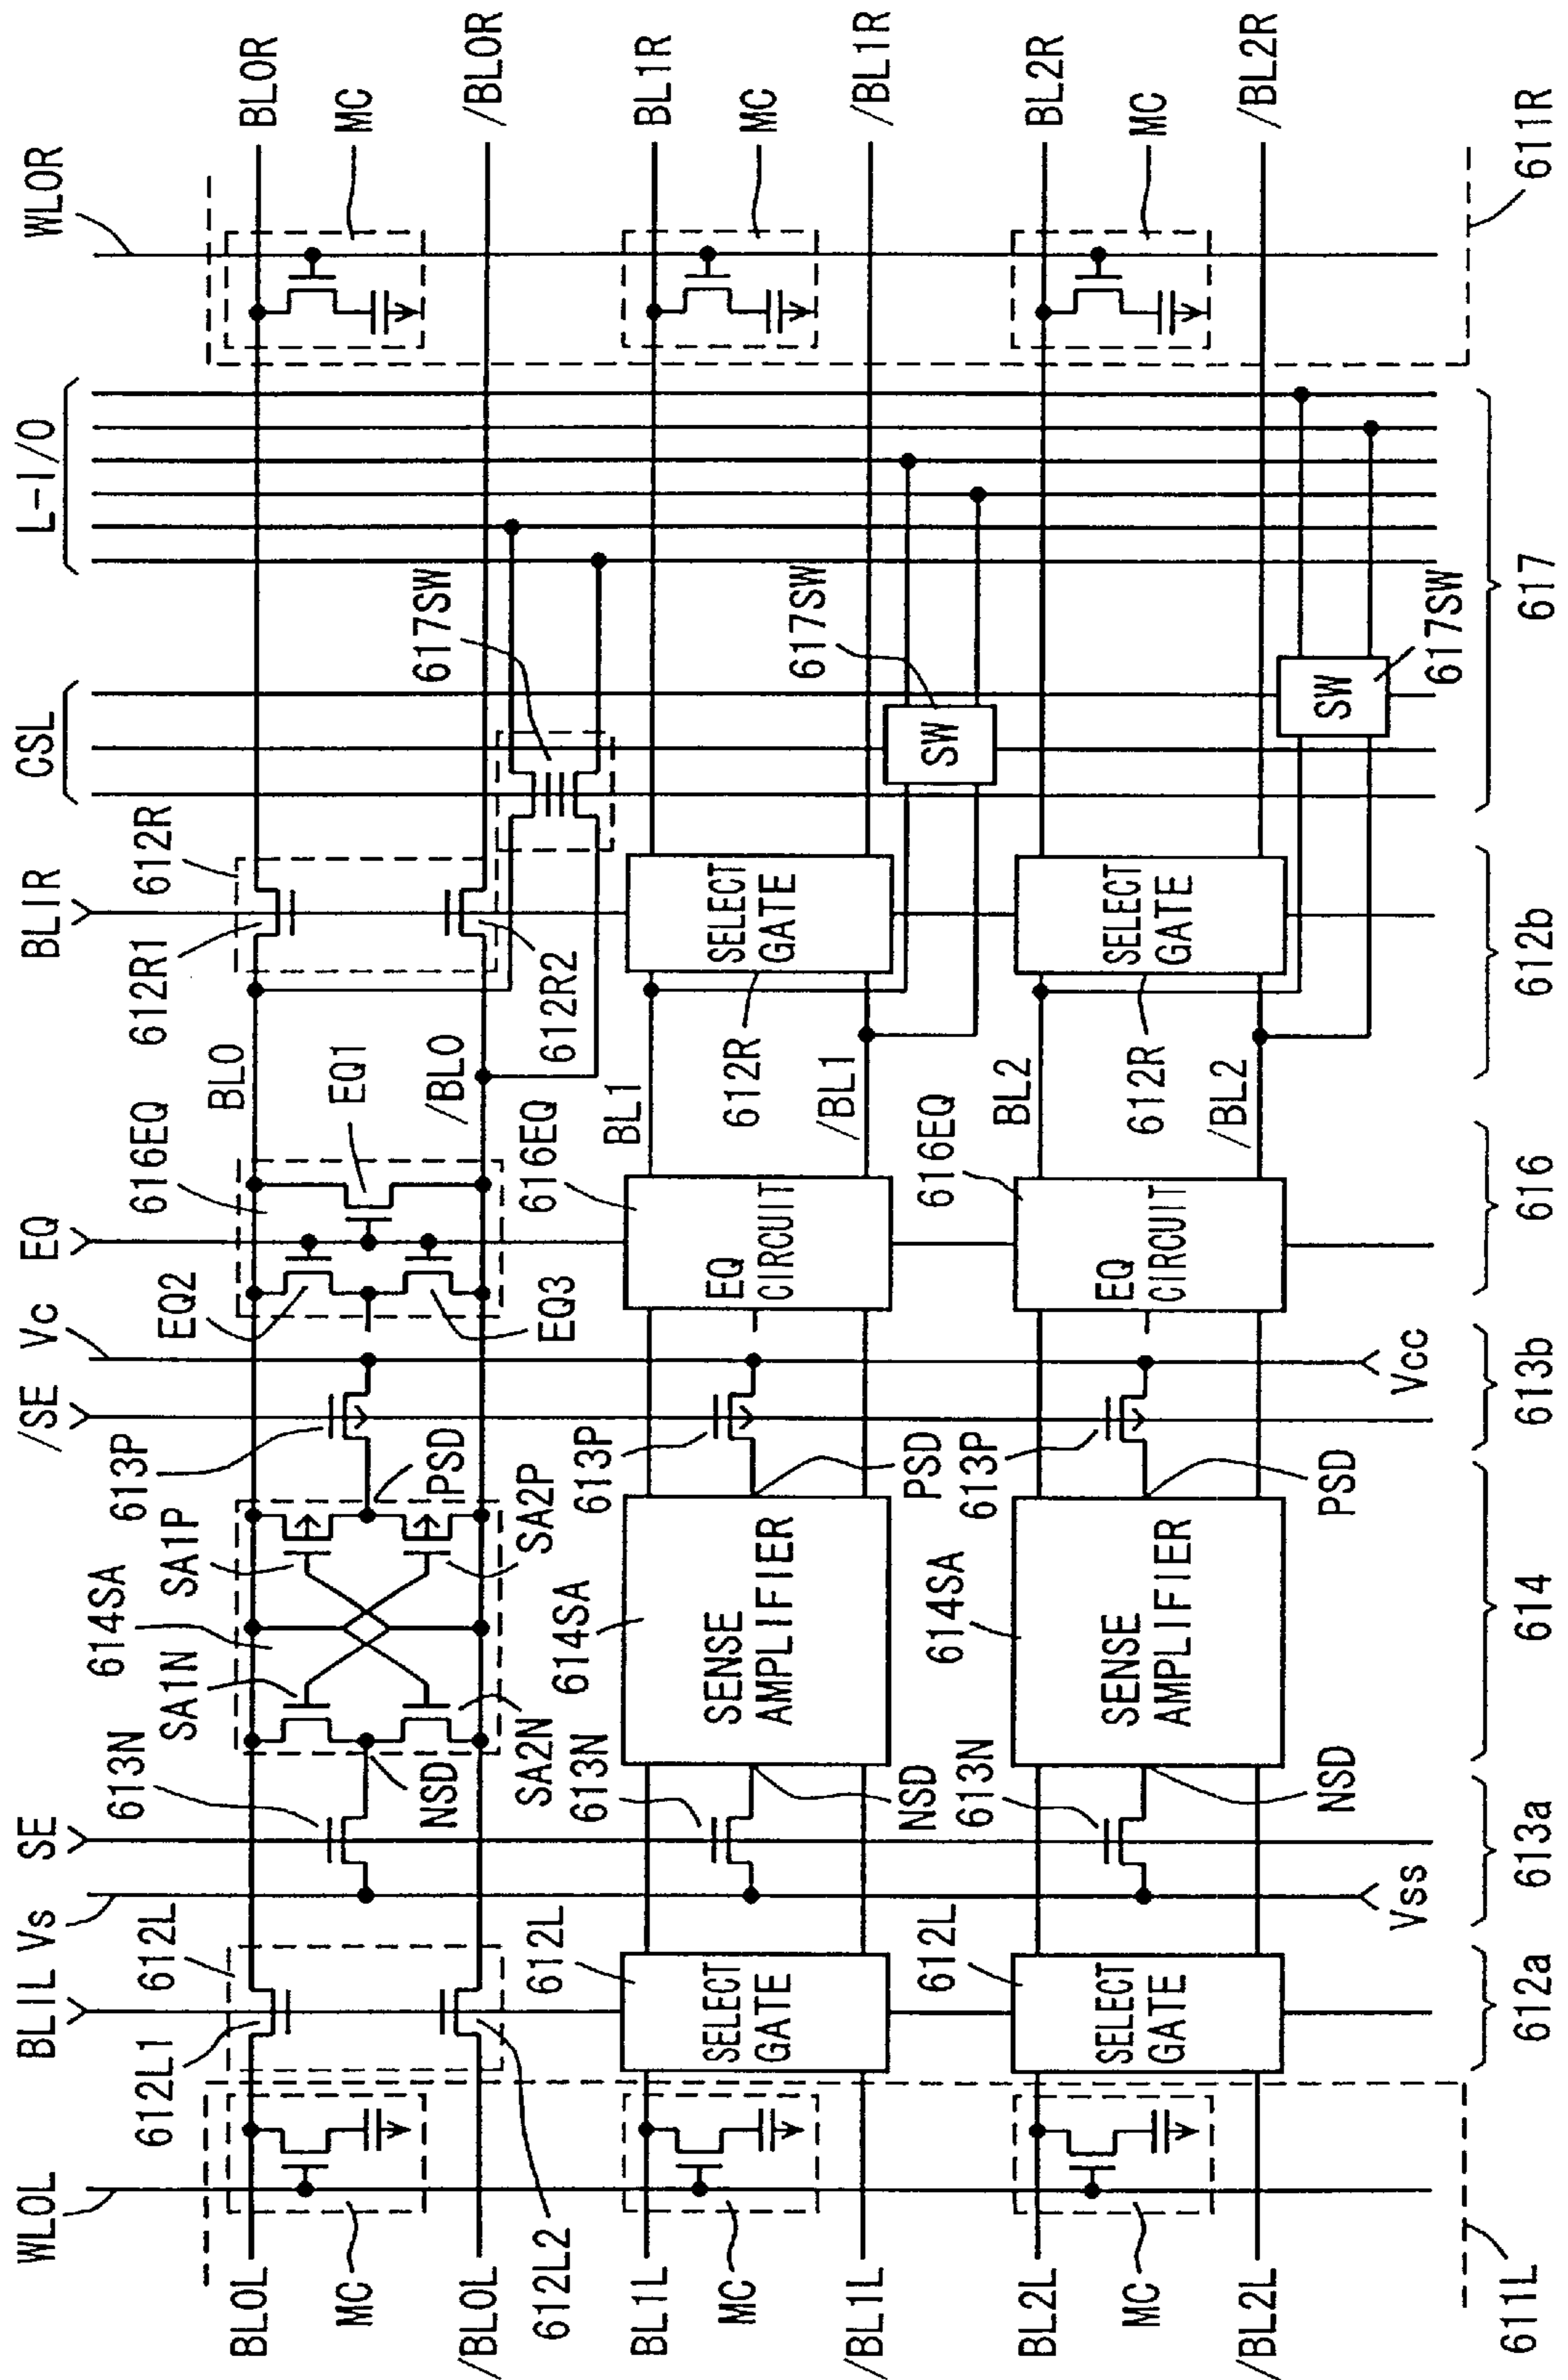 WL0L
BLIL
Vs
SE
/SE
Vc
EQ
BLIR
CSL
L-I/O
WL0R
BL0L
MC
/BL0L
612L1
612L
612L2
613N
NSD
SA1N
614SA
SA1P
SA2N
SA2P
PSD
613P
EQ2
616EQ
EQ1
EQ3
BL0
/BL0
612R1
612R
612R2
617SW
BL0R
MC
/BL0R
BL1L
MC
/BL1L
612L
SELECT
GATE
613N
NSD
614SA
SENSE
AMPLIFIER
613P
PSD
616EQ
EQ
CIRCUIT
BL1
/BL1
612R
SELECT
GATE
617SW
SW
BL1R
MC
/BL1R
BL2L
MC
/BL2L
612L
SELECT
GATE
613N
NSD
614SA
SENSE
AMPLIFIER
613P
PSD
616EQ
EQ
CIRCUIT
BL2
/BL2
612R
SELECT
GATE
SW
617SW
BL2R
MC
/BL2R
Vss
Vcc
611L
612a
613a
614
613b
616
612b
617
611R